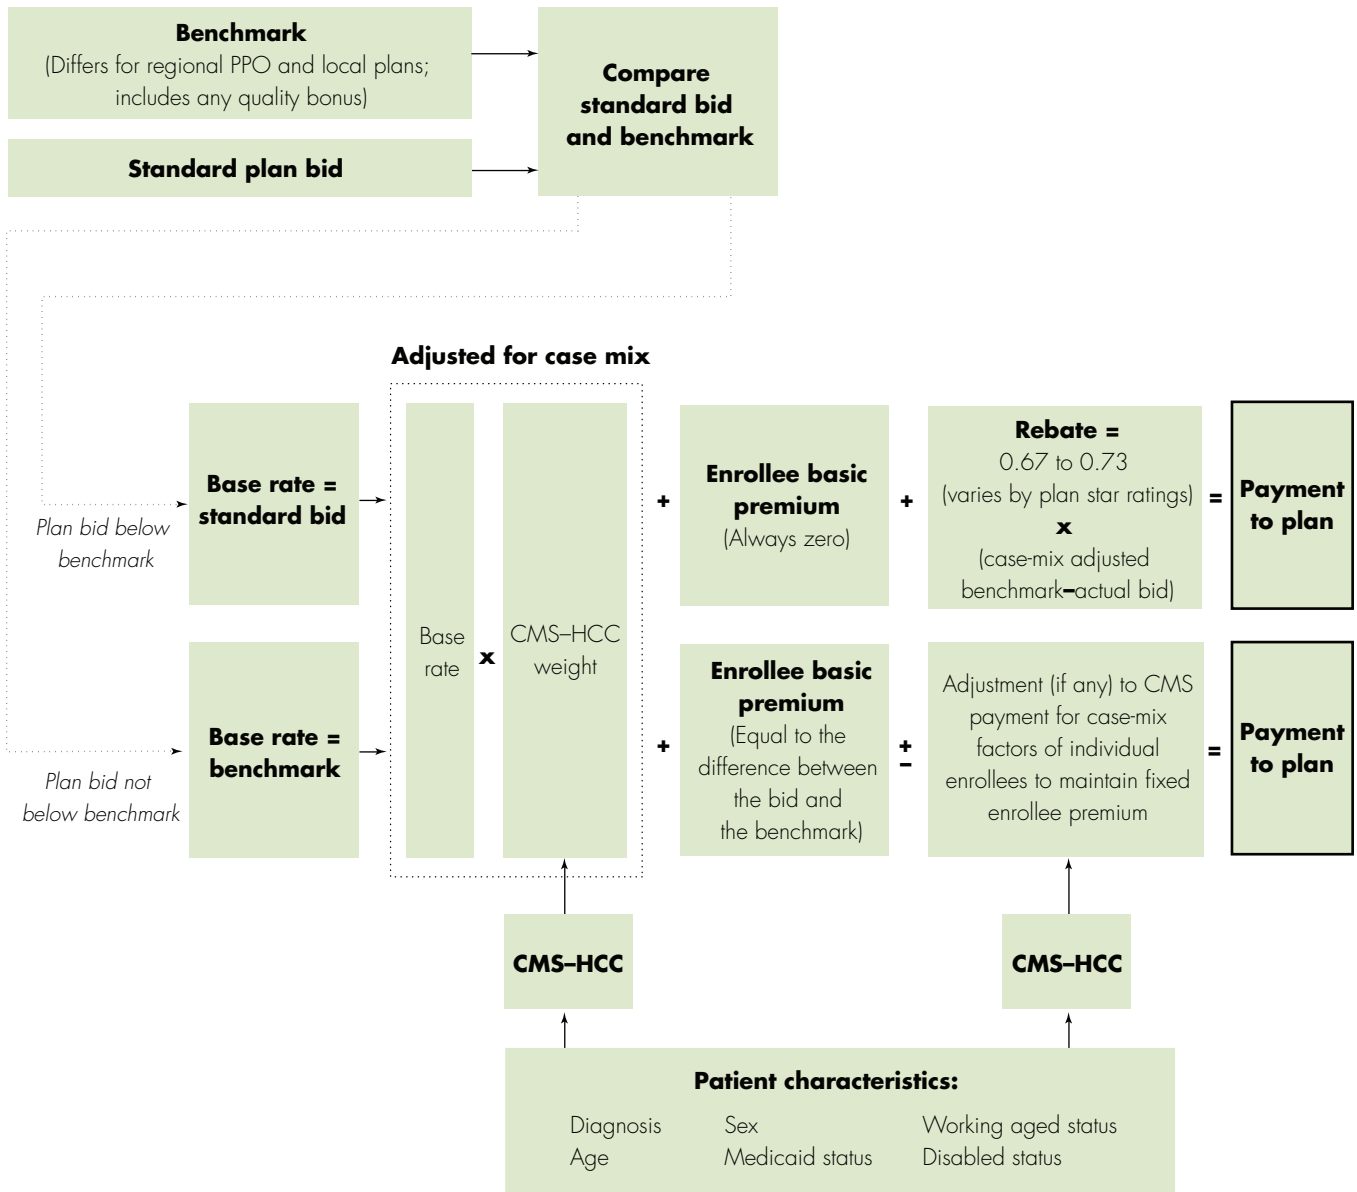 Benchmark
(Differs for regional PPO and local plans;
includes any quality bonus)
Compare
standard bid
and benchmark
Standard plan bid
Adjusted for case mix
Plan bid below
benchmark
Base rate =
standard bid
Plan bid not
below benchmark
Base rate =
benchmark
Base
rate
x
CMS–HCC
weight
+
Enrollee basic
premium
(Always zero)
+
Rebate =
0.67 to 0.73
(varies by plan star ratings)
x
(case-mix adjusted
benchmark–actual bid)
=
Payment
to plan
+
Enrollee basic
premium
(Equal to the
difference between
the bid and
the benchmark)
+
–
Adjustment (if any) to CMS
payment for case-mix
factors of individual
enrollees to maintain fixed
enrollee premium
=
Payment
to plan
CMS–HCC
CMS–HCC
Patient characteristics:
Diagnosis Sex Working aged status
Age Medicaid status Disabled status